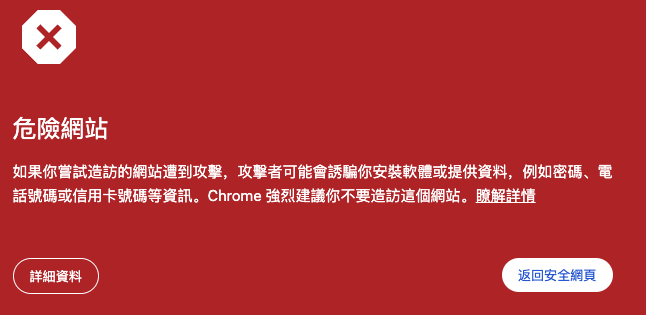 危險網站
如果你嘗試造訪的網站遭到攻擊，攻擊者可能會誘騙你安裝軟體或提供資料，例如密碼、電
話號碼或信用卡號碼等資訊。Chrome 強烈建議你不要造訪這個網站。瞭解詳情
詳細資料
返回安全網頁